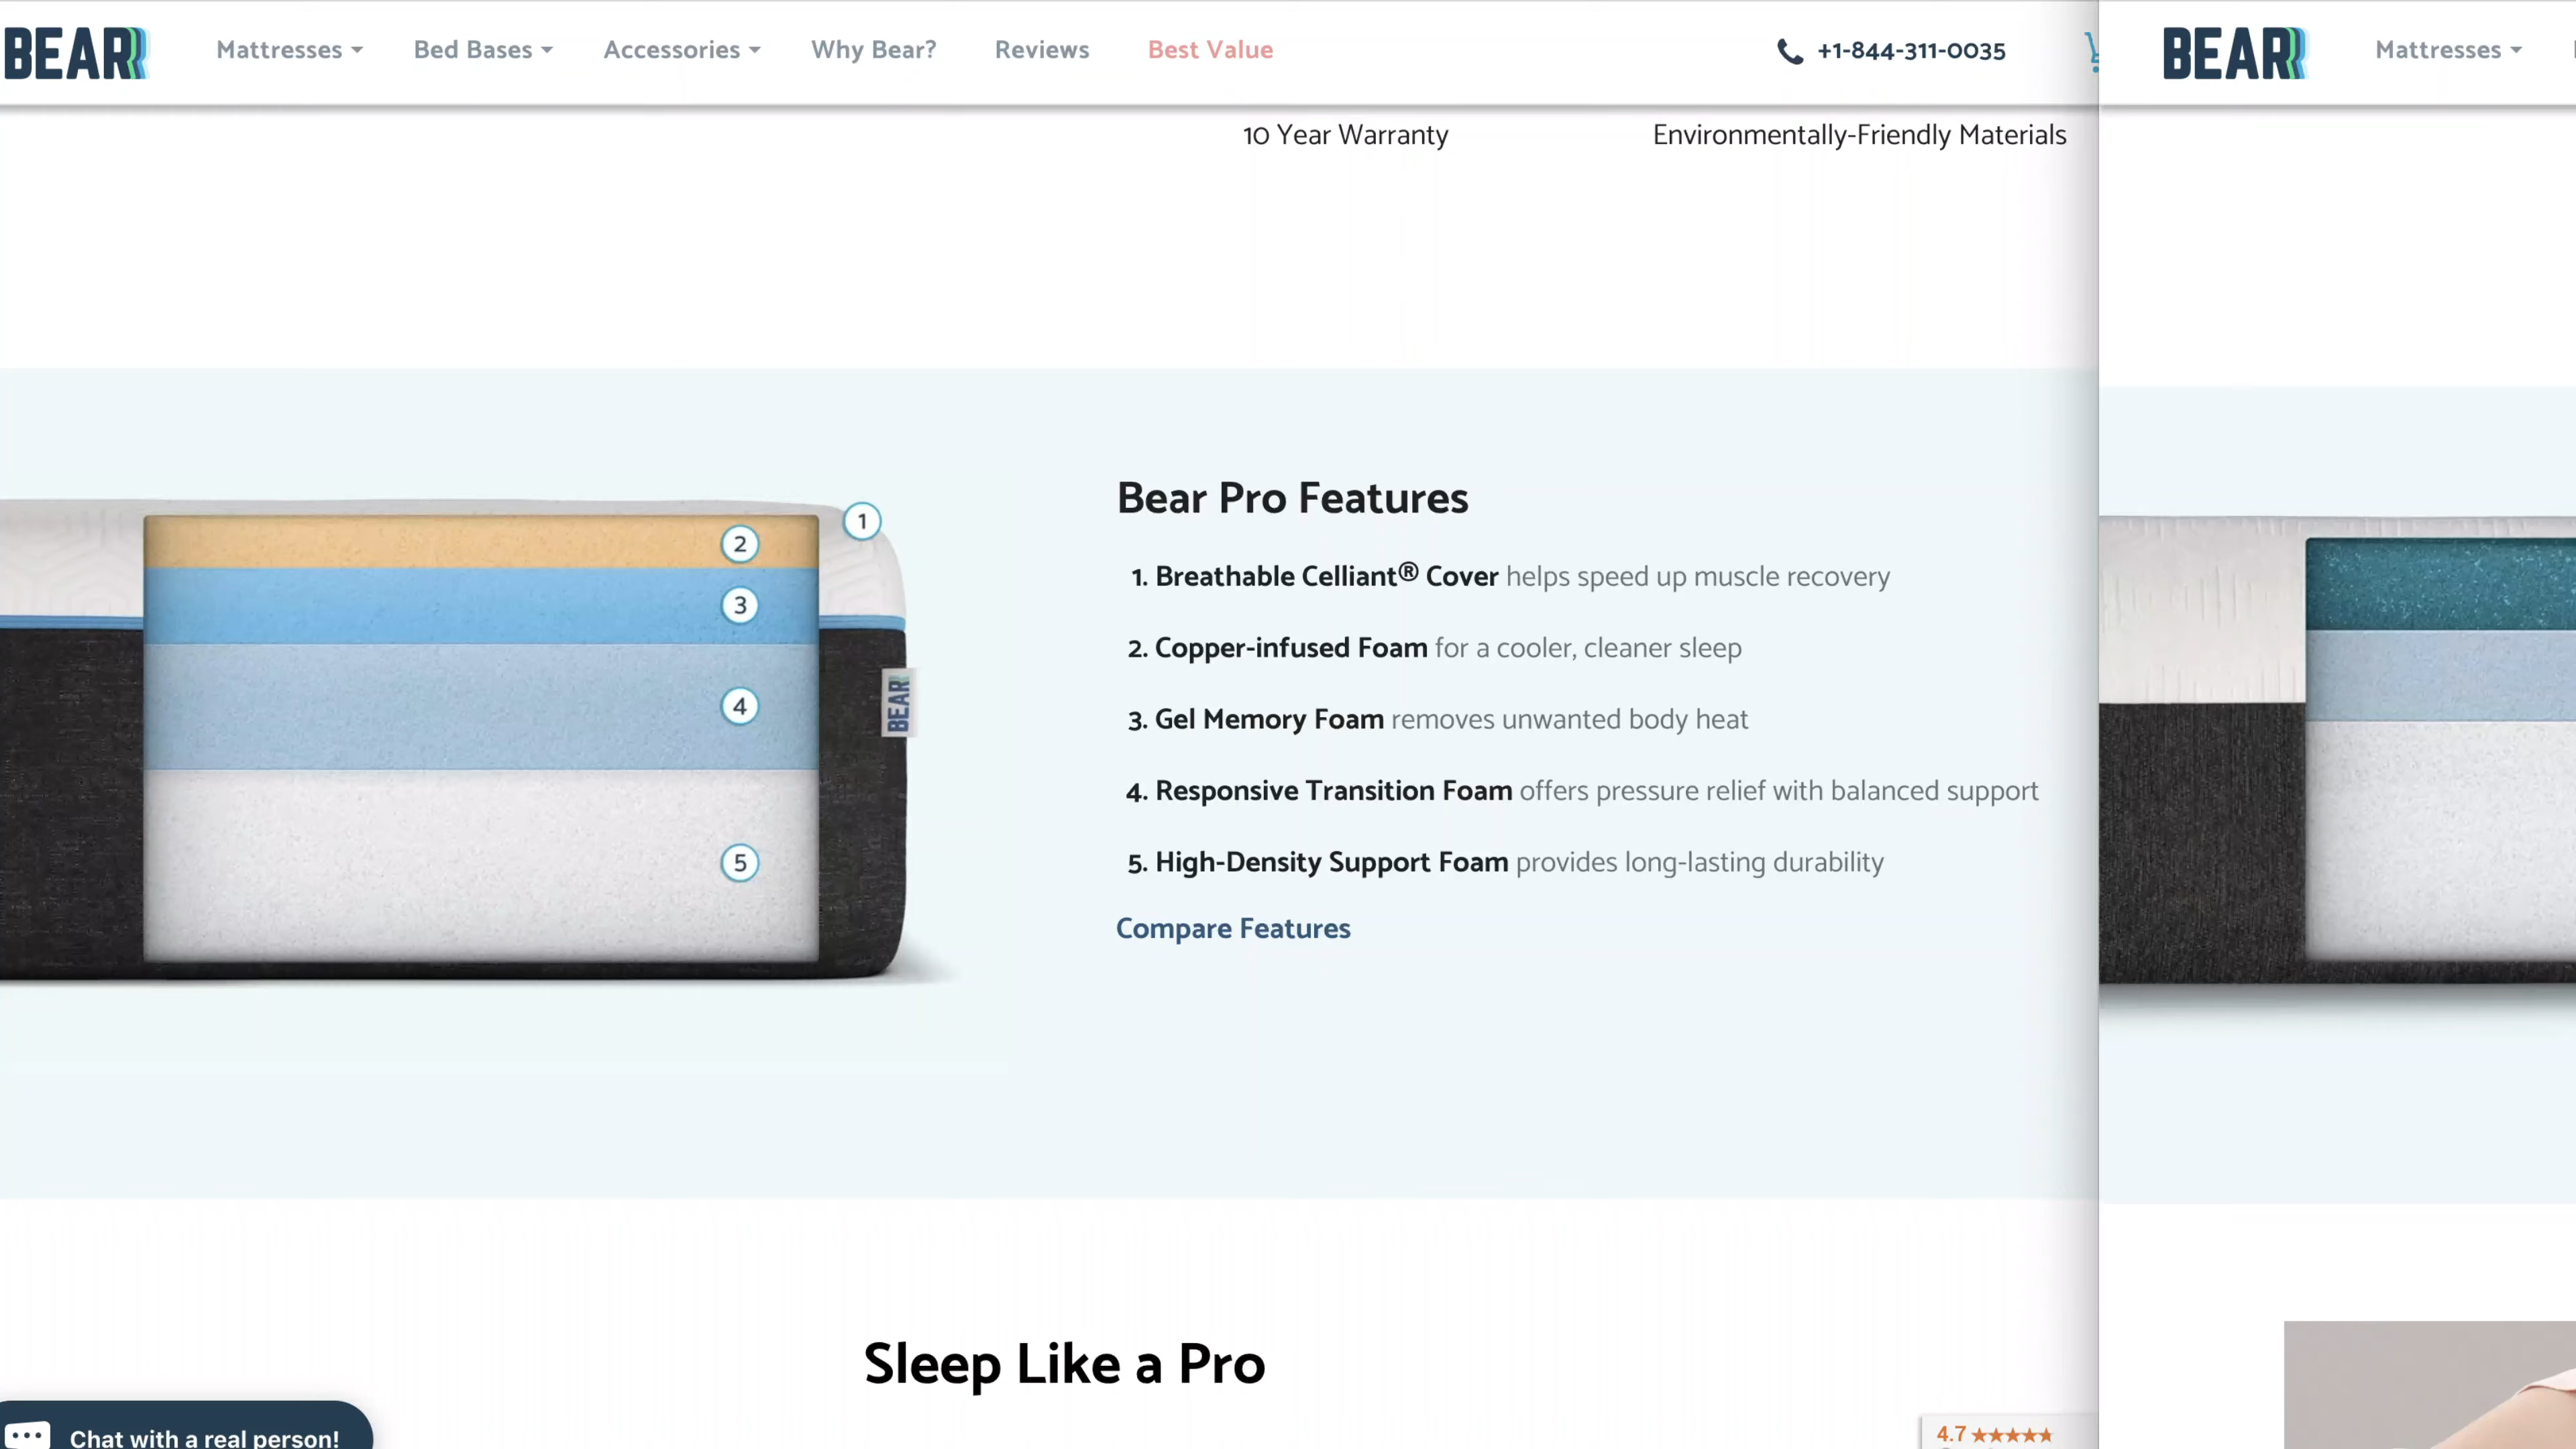 BEAR Mattresses Bed Bases Accessories Why Bear? Reviews Best Value +1-844-311-0035
10 Year Warranty Environmentally-Friendly Materials
1
2
3
4
5
BEAR
Bear Pro Features
1. Breathable Celliant® Cover helps speed up muscle recovery
2. Copper-infused Foam for a cooler, cleaner sleep
3. Gel Memory Foam removes unwanted body heat
4. Responsive Transition Foam offers pressure relief with balanced support
5. High-Density Support Foam provides long-lasting durability
Compare Features
Sleep Like a Pro
Chat with a real person!
4.7 ★★★★★
BEAR Mattresses